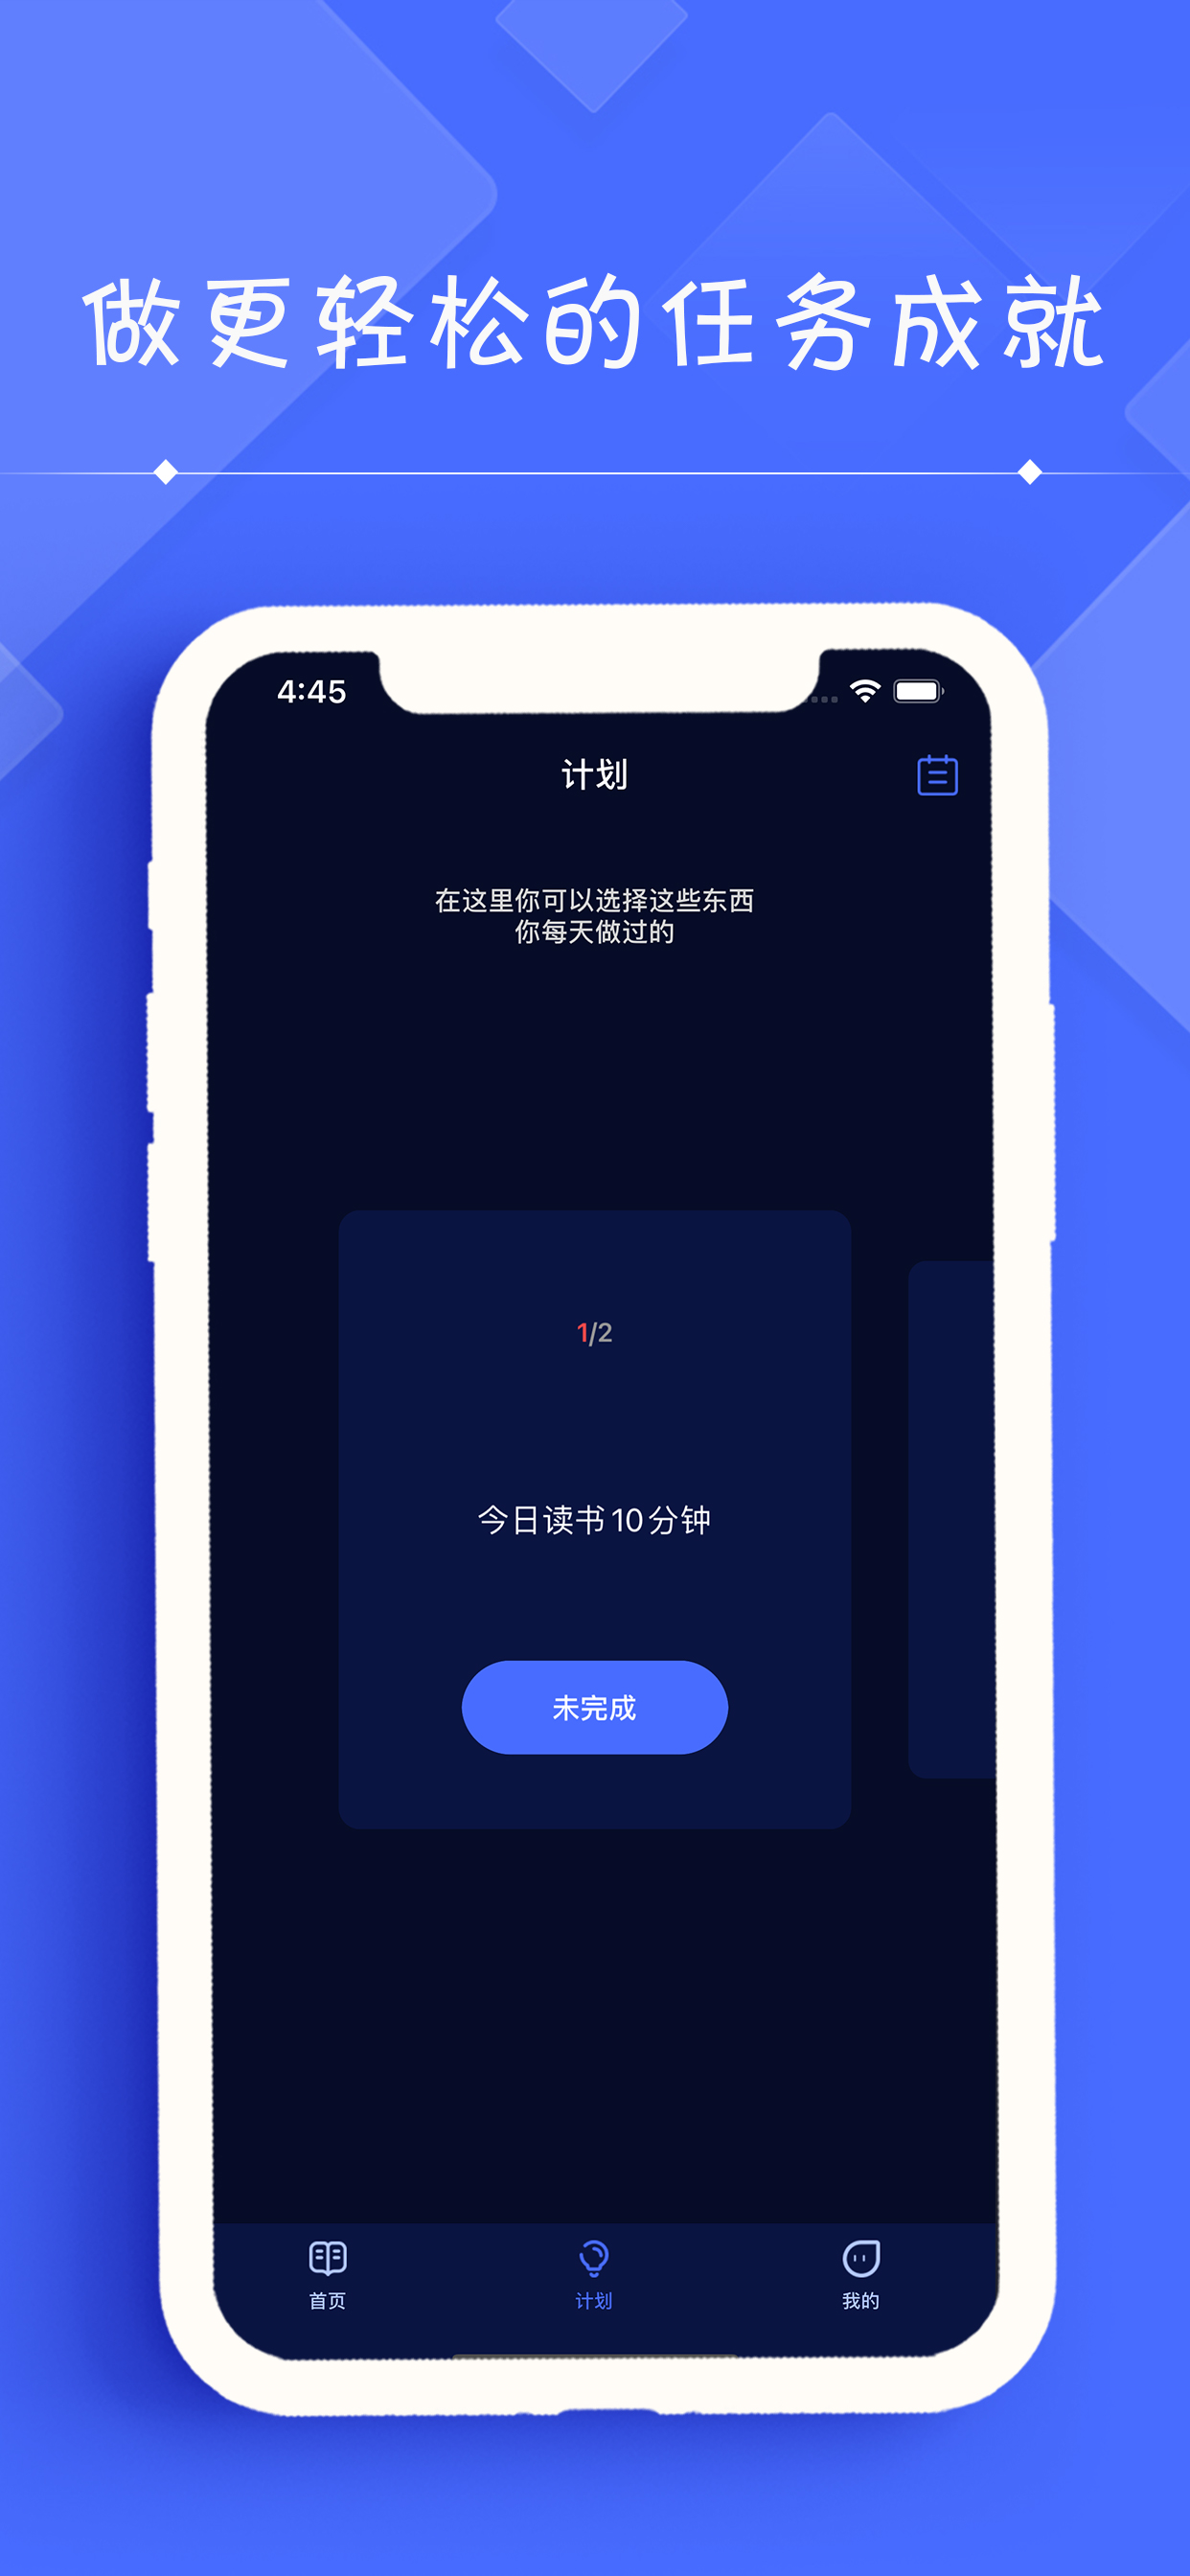 做更轻松的任务成就
4:45
计划
在这里你可以选择这些东西
你每天做过的
1/2
今日读书10分钟
未完成
首页 计划 我的